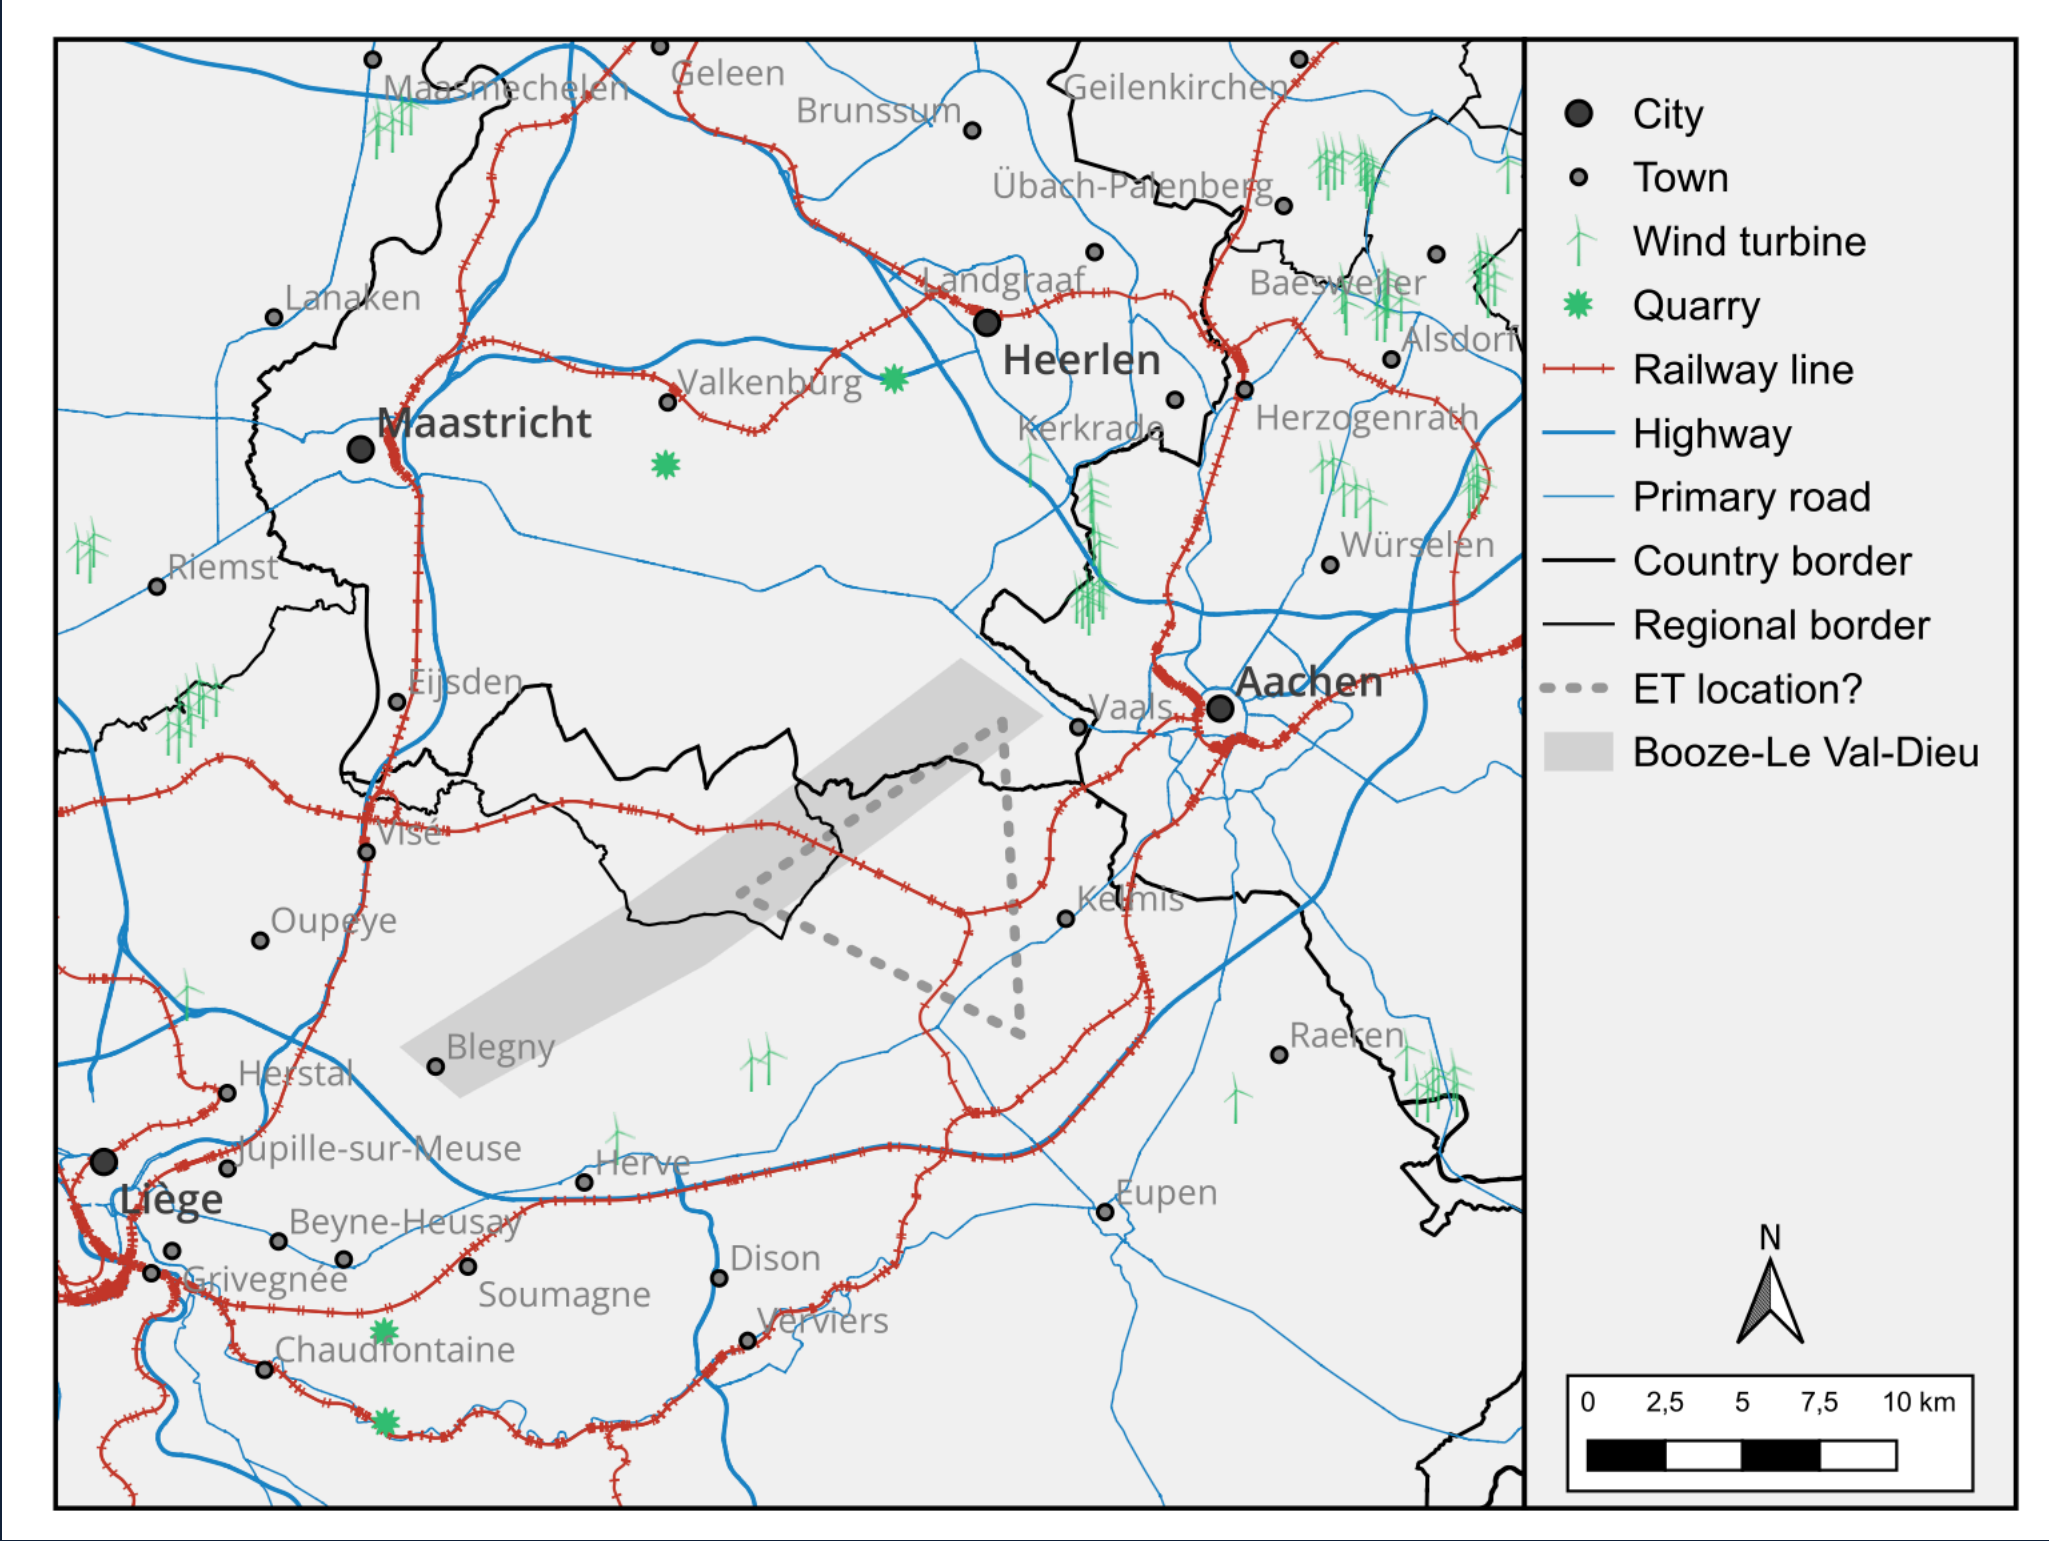 Maasmechelen
Geleen
Brunssum
Geilenkirchen
Übach-Palenberg
Lanaken
Landgraaf
Baesweiler
Alsdorf
Heerlen
Valkenburg
Maastricht
Kerkrade
Herzogenrath
Riemst
Würselen
Eijsden
Vaals
Aachen
Visé
Kelmis
Oupeye
Blegny
Raeren
Herstal
Jupille-sur-Meuse
Herve
Liège
Eupen
Beyne-Heusay
Grivegnée
Soumagne
Dison
Chaudfontaine
Verviers
City
Town
Wind turbine
Quarry
Railway line
Highway
Primary road
Country border
Regional border
ET location?
Booze-Le Val-Dieu
N
0 2,5 5 7,5 10 km